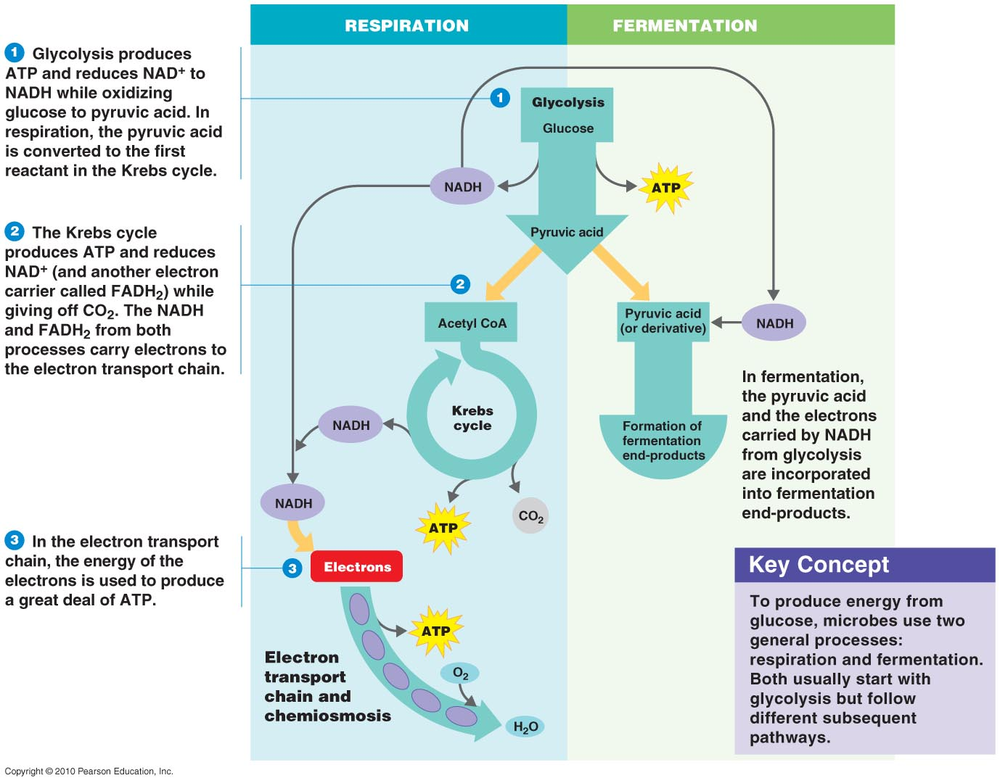 RESPIRATION
FERMENTATION
1 Glycolysis produces
ATP and reduces NAD+ to
NADH while oxidizing
glucose to pyruvic acid. In
respiration, the pyruvic acid
is converted to the first
reactant in the Krebs cycle.
1
Glycolysis
Glucose
NADH
ATP
Pyruvic acid
2 The Krebs cycle
produces ATP and reduces
NAD+ (and another electron
carrier called FADH2) while
giving off CO2. The NADH
and FADH2 from both
processes carry electrons to
the electron transport chain.
2
Acetyl CoA
Pyruvic acid
(or derivative)
NADH
Krebs
cycle
NADH
Formation of
fermentation
end-products
In fermentation,
the pyruvic acid
and the electrons
carried by NADH
from glycolysis
are incorporated
into fermentation
end-products.
NADH
ATP
CO2
3 In the electron transport
chain, the energy of the
electrons is used to produce
a great deal of ATP.
3
Electrons
ATP
Electron
transport
chain and
chemiosmosis
O2
H2O
Key Concept
To produce energy from
glucose, microbes use two
general processes:
respiration and fermentation.
Both usually start with
glycolysis but follow
different subsequent
pathways.
Copyright © 2010 Pearson Education, Inc.